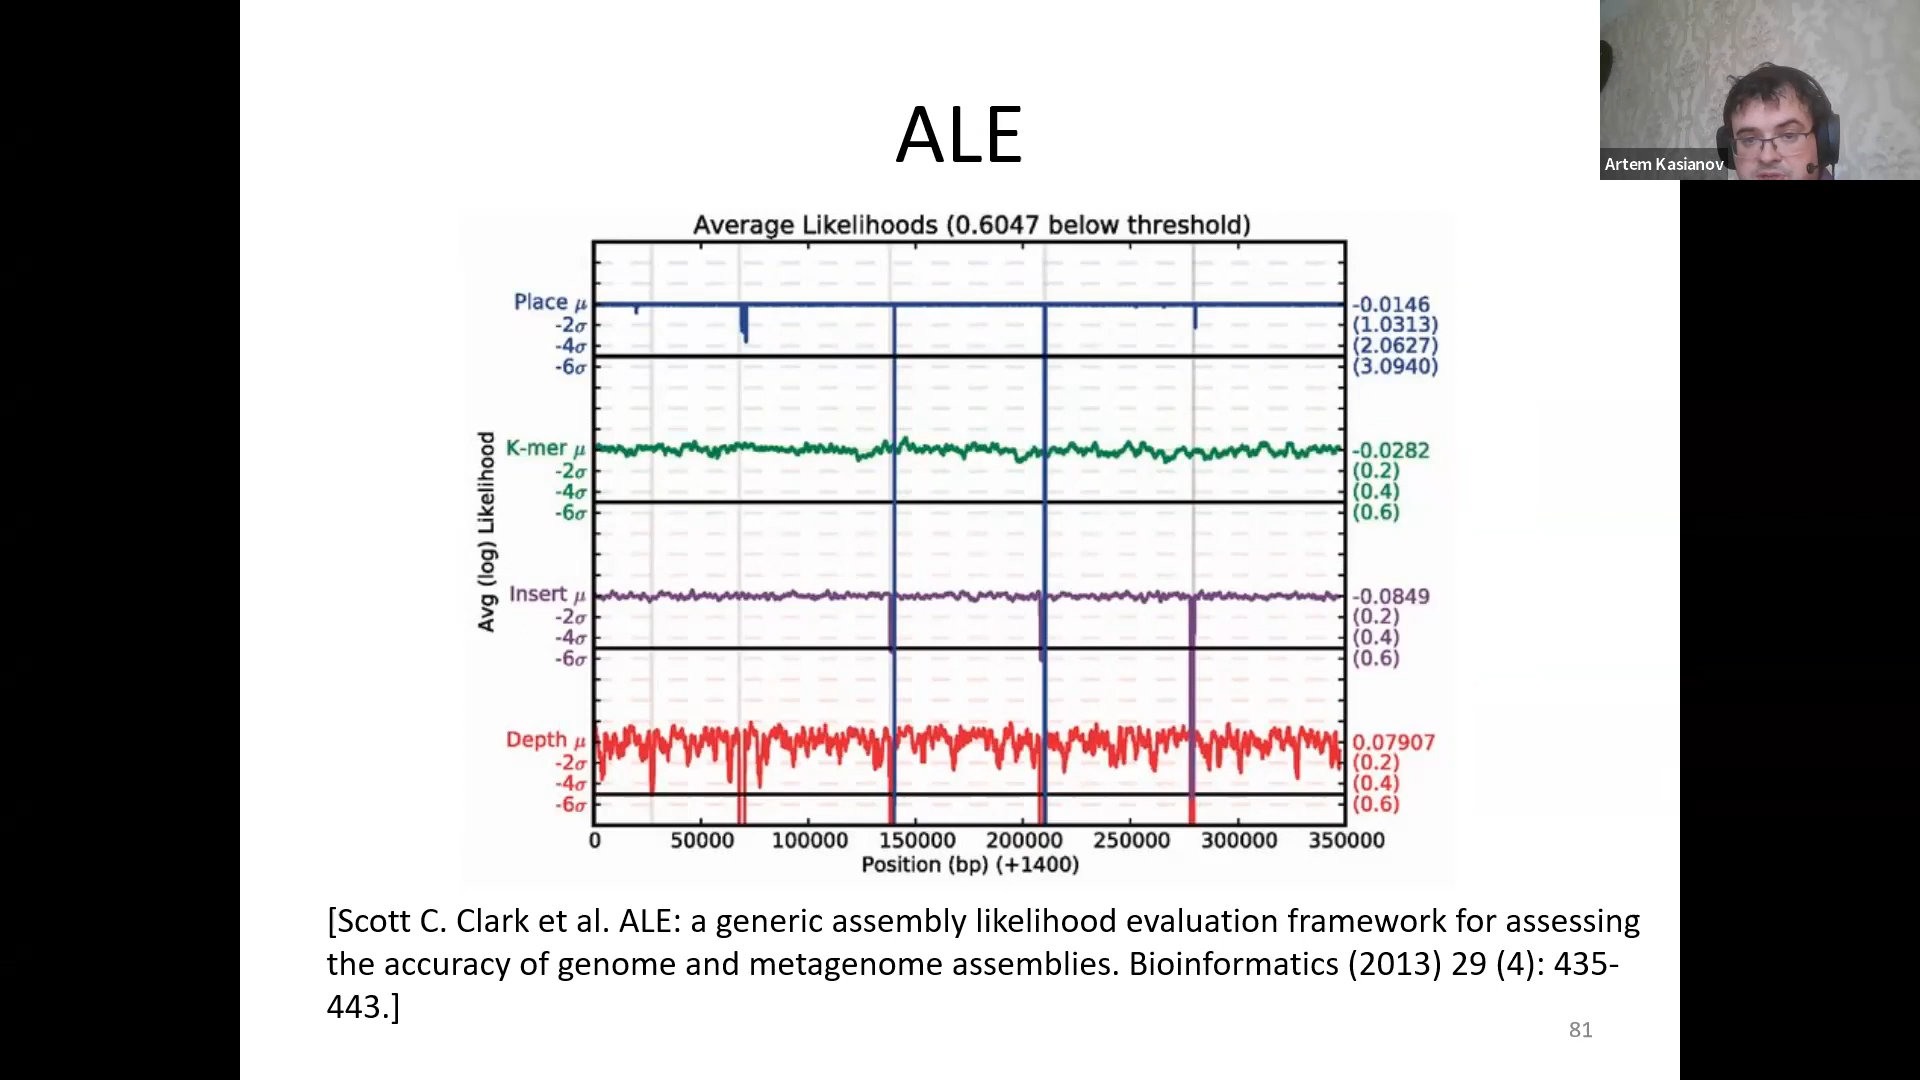 ALE
Artem Kasianov
Average Likelihoods (0.6047 below threshold)
Place μ
-2σ
-4σ
-6σ
-0.0146
(1.0313)
(2.0627)
(3.0940)
K-mer μ
-2σ
-4σ
-6σ
-0.0282
(0.2)
(0.4)
(0.6)
Avg (log) Likelihood
Insert μ
-2σ
-4σ
-6σ
-0.0849
(0.2)
(0.4)
(0.6)
Depth μ
-2σ
-4σ
-6σ
0.07907
(0.2)
(0.4)
(0.6)
0 50000 100000 150000 200000 250000 300000 350000
Position (bp) (+1400)
[Scott C. Clark et al. ALE: a generic assembly likelihood evaluation framework for assessing
the accuracy of genome and metagenome assemblies. Bioinformatics (2013) 29 (4): 435-
443.]
81